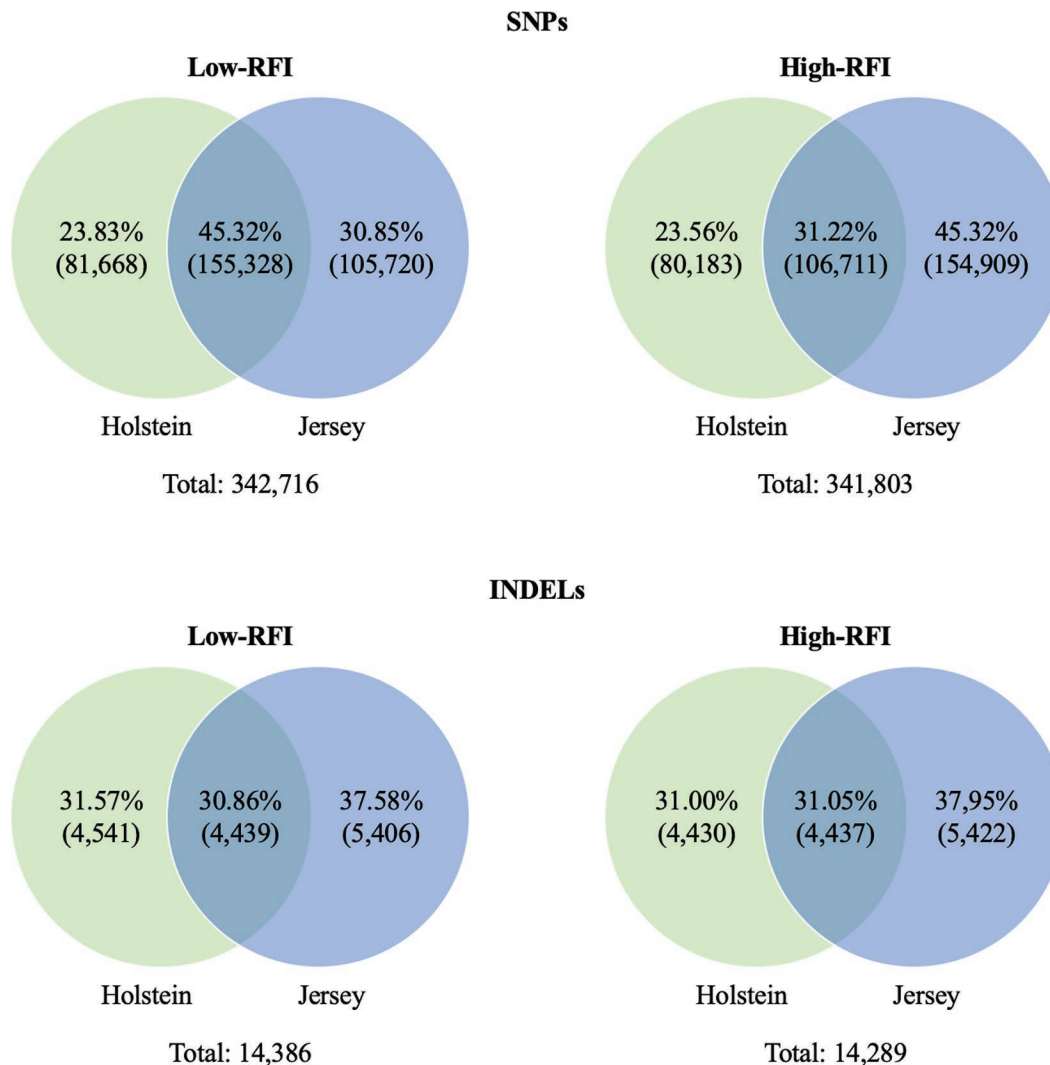 SNPs
Low-RFI
High-RFI
23.83%
(81,668)
45.32%
(155,328)
30.85%
(105,720)
23.56%
(80,183)
31.22%
(106,711)
45.32%
(154,909)
Holstein
Jersey
Holstein
Jersey
Total: 342,716
Total: 341,803
INDELs
Low-RFI
High-RFI
31.57%
(4,541)
30.86%
(4,439)
37.58%
(5,406)
31.00%
(4,430)
31.05%
(4,437)
37,95%
(5,422)
Holstein
Jersey
Holstein
Jersey
Total: 14,386
Total: 14,289